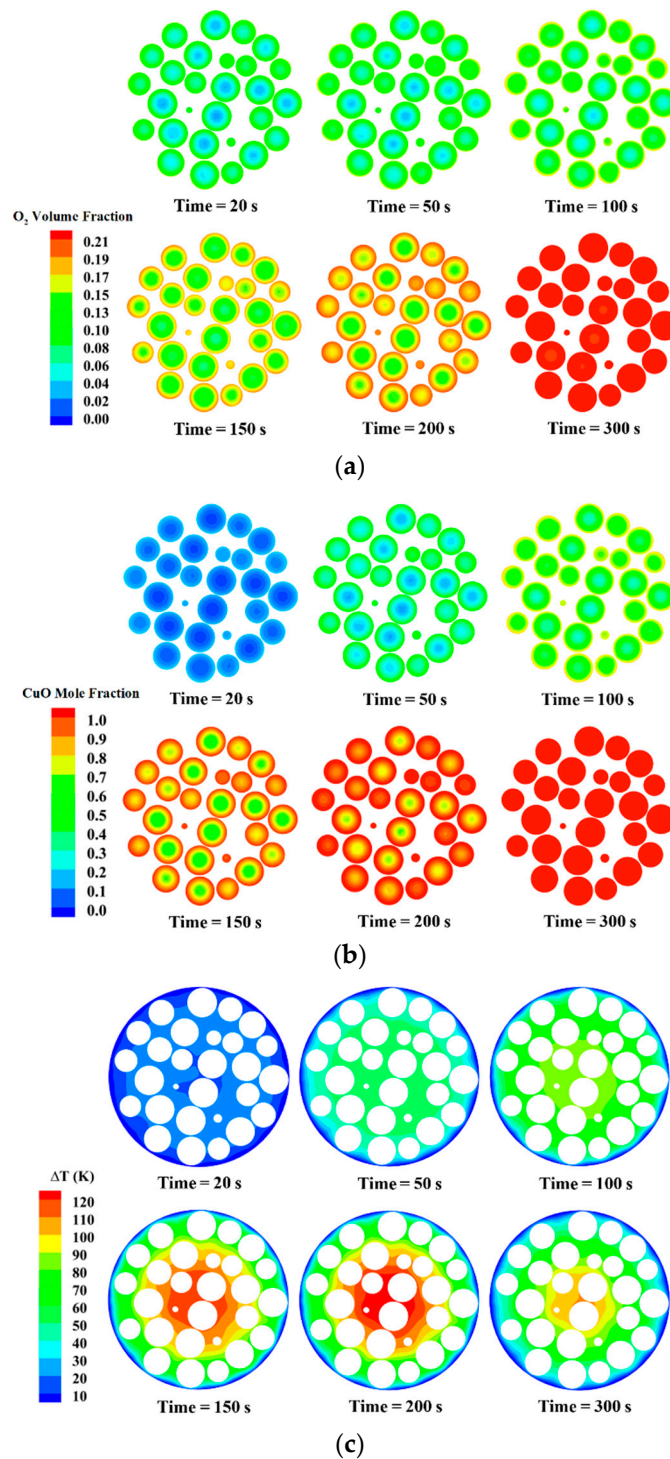 Time = 20 s Time = 50 s Time = 100 s
O₂ Volume Fraction
0.21
0.19
0.17
0.15
0.13
0.10
0.08
0.06
0.04
0.02
0.00
Time = 150 s Time = 200 s Time = 300 s
(a)
Time = 20 s Time = 50 s Time = 100 s
CuO Mole Fraction
1.0
0.9
0.8
0.7
0.6
0.5
0.4
0.3
0.2
0.1
0.0
Time = 150 s Time = 200 s Time = 300 s
(b)
Time = 20 s Time = 50 s Time = 100 s
ΔT (K)
120
110
100
90
80
70
60
50
40
30
20
10
Time = 150 s Time = 200 s Time = 300 s
(c)